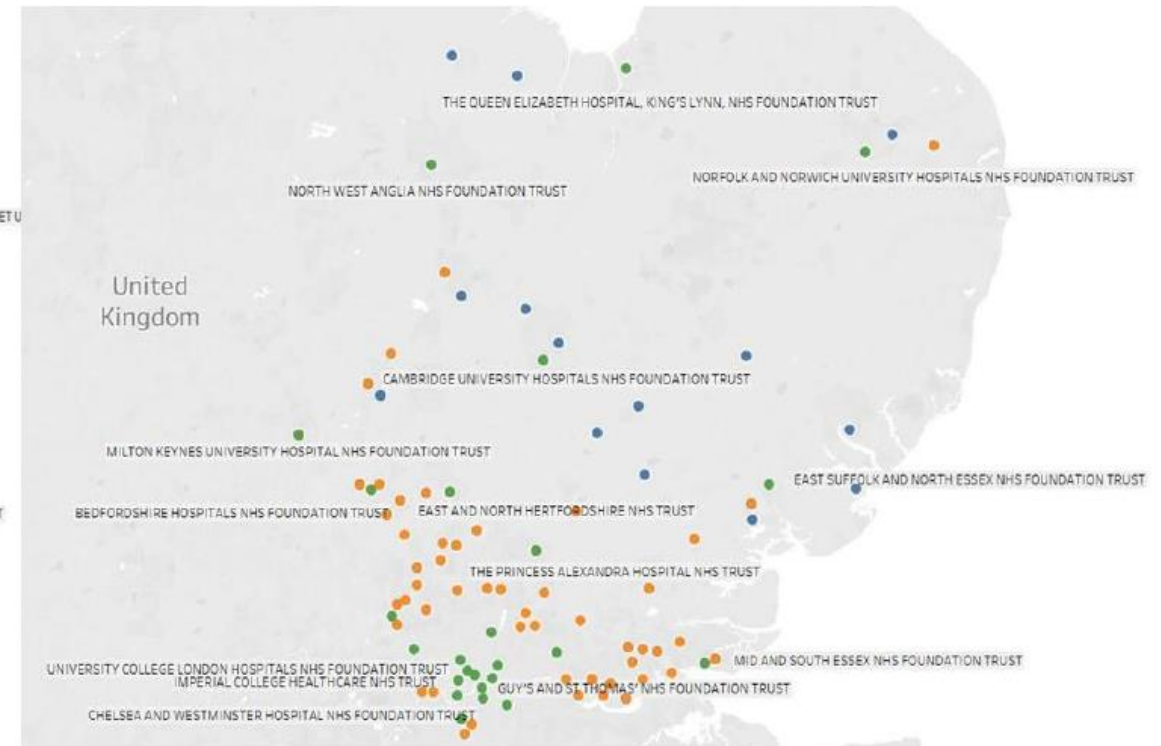 THE QUEEN ELIZABETH HOSPITAL, KING'S LYNN, NHS FOUNDATION TRUST
NORFOLK AND NORWICH UNIVERSITY HOSPITALS NHS FOUNDATION TRUST
NORTH WEST ANGLIA NHS FOUNDATION TRUST
ET U
United
Kingdom
CAMBRIDGE UNIVERSITY HOSPITALS NHS FOUNDATION TRUST
MILTON KEYNES UNIVERSITY HOSPITAL NHS FOUNDATION TRUST
EAST SUFFOLK AND NORTH ESSEX NHS FOUNDATION TRUST
T
BEDFORDSHIRE HOSPITALS NHS FOUNDATION TRUST
EAST AND NORTH HERTFORDSHIRE NHS TRUST
THE PRINCESS ALEXANDRA HOSPITAL NHS TRUST
MID AND SOUTH ESSEX NHS FOUNDATION TRUST
UNIVERSITY COLLEGE LONDON HOSPITALS NHS FOUNDATION TRUST
IMPERIAL COLLEGE HEALTHCARE NHS TRUST
GUY'S AND ST THOMAS' NHS FOUNDATION TRUST
CHELSEA AND WESTMINSTER HOSPITAL NHS FOUNDATION TRUST